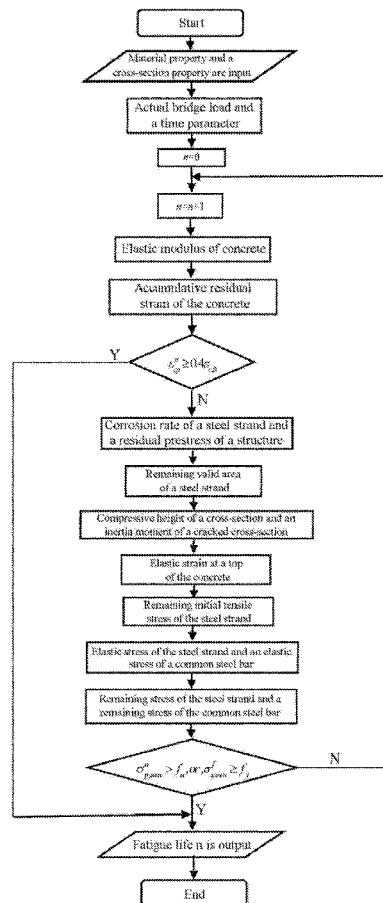 Start
Material property and a
cross-section property are input
Actual bridge load and
a time parameter
n=0
n=n+1
Elastic modulus of concrete
Accumulative residual
strain of the concrete
Y
N
Corrosion rate of a steel strand and
a residual prestress of a structure
Remaining valid area
of a steel strand
Compressive height of a cross-section and an
inertia moment of a cracked cross-section
Elastic strain at a top
of the concrete
Remaining initial tensile
stress of the steel strand
Elastic stress of the steel strand and an elastic
stress of a common steel bar
Remaining stress of the steel strand and a
remaining stress of the common steel bar
N
Y
Fatigue life n is output
End